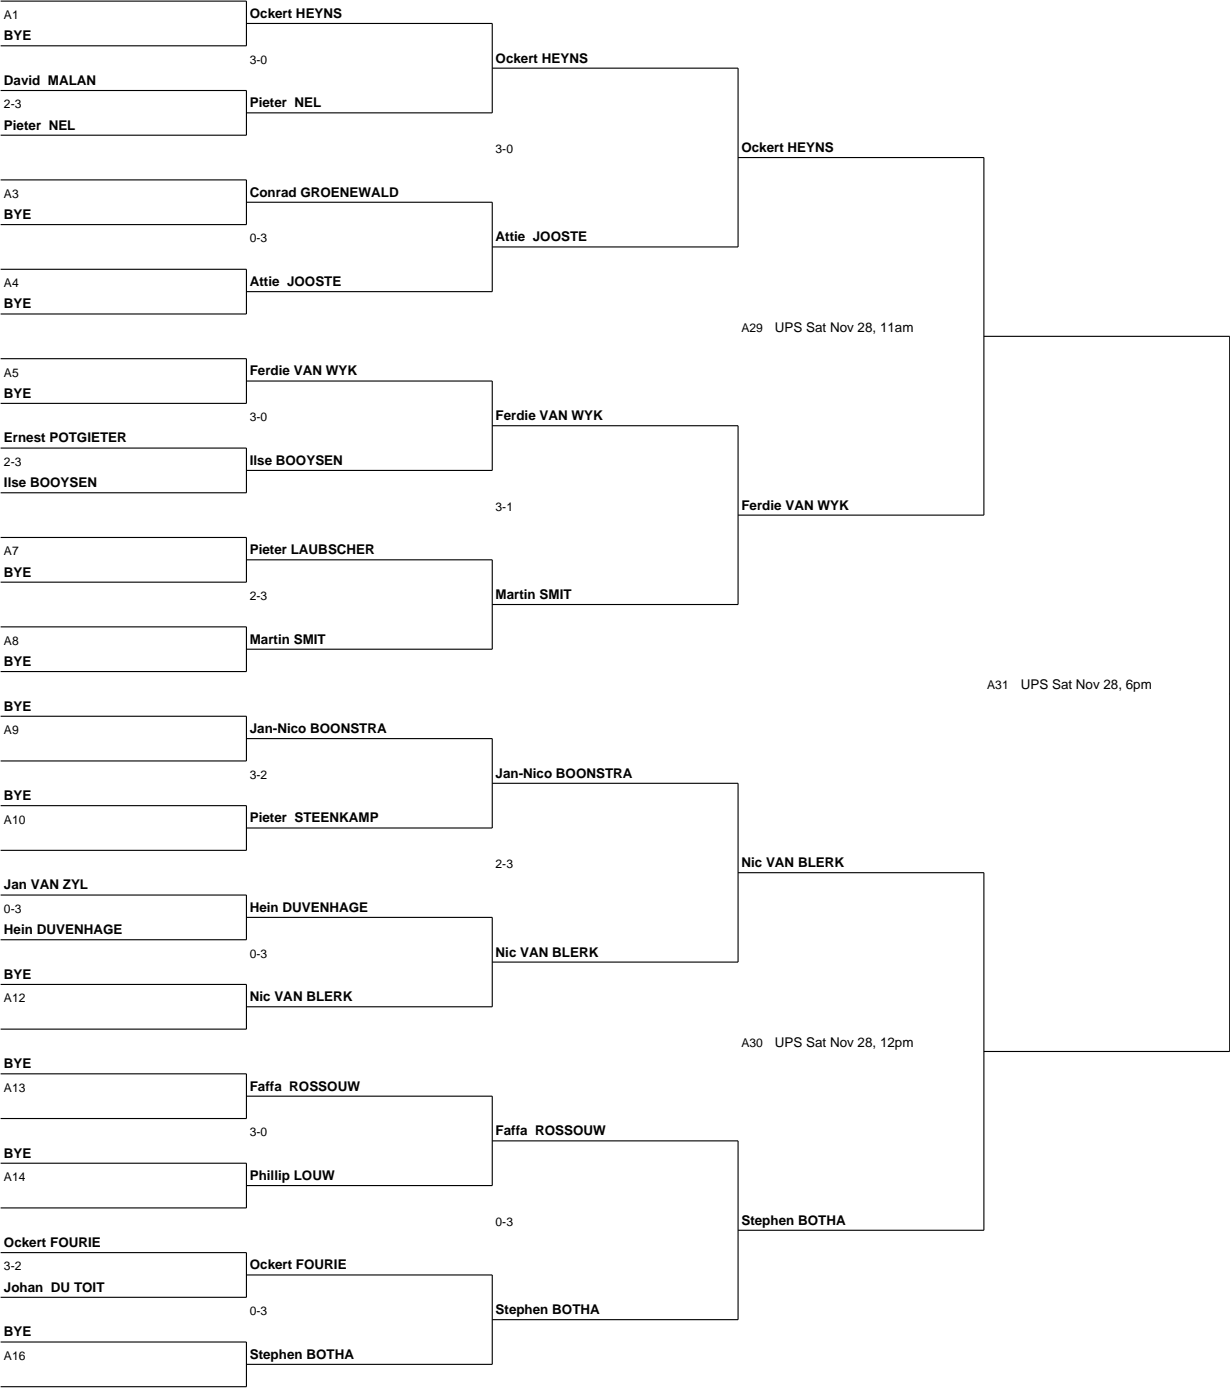 A1
BYE
David MALAN
2-3
Pieter NEL
A3
BYE
A4
BYE
A5
BYE
Ernest POTGIETER
2-3
Ilse BOOYSEN
A7
BYE
A8
BYE
BYE
A9
BYE
A10
Jan VAN ZYL
0-3
Hein DUVENHAGE
BYE
A12
BYE
A13
BYE
A14
Ockert FOURIE
3-2
Johan DU TOIT
BYE
A16
Ockert HEYNS
3-0
Pieter NEL
Conrad GROENEWALD
0-3
Attie JOOSTE
Ferdie VAN WYK
3-0
Ilse BOOYSEN
Pieter LAUBSCHER
2-3
Martin SMIT
Jan-Nico BOONSTRA
3-2
Pieter STEENKAMP
Hein DUVENHAGE
0-3
Nic VAN BLERK
Faffa ROSSOUW
3-0
Phillip LOUW
Ockert FOURIE
0-3
Stephen BOTHA
Ockert HEYNS
3-0
Attie JOOSTE
Ferdie VAN WYK
3-1
Martin SMIT
Jan-Nico BOONSTRA
2-3
Nic VAN BLERK
Faffa ROSSOUW
0-3
Stephen BOTHA
Ockert HEYNS
A29 UPS Sat Nov 28, 11am
Ferdie VAN WYK
Nic VAN BLERK
A30 UPS Sat Nov 28, 12pm
Stephen BOTHA
A31 UPS Sat Nov 28, 6pm